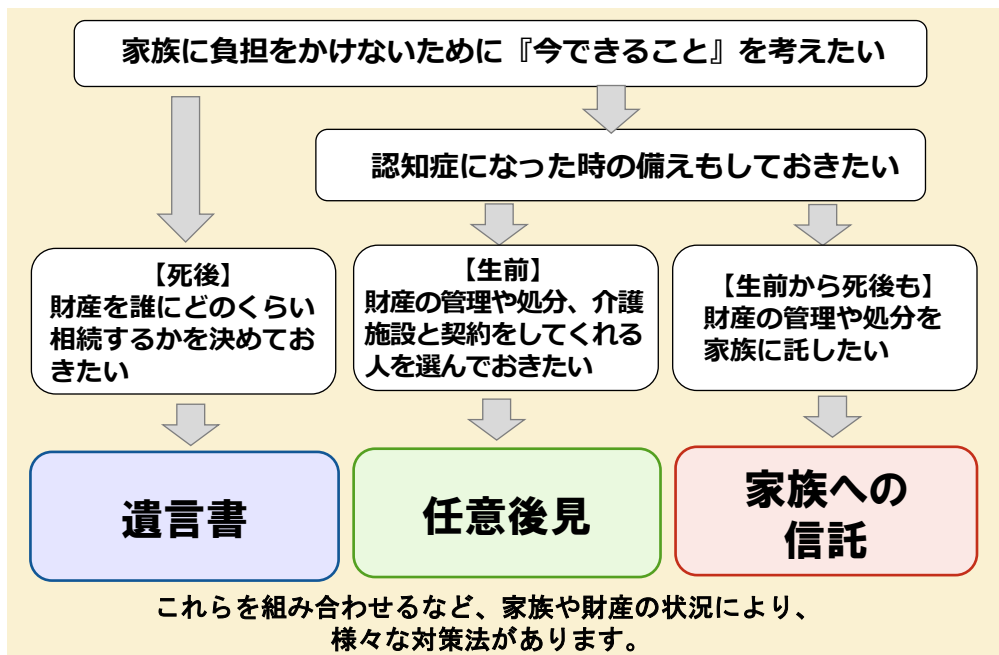 家族に負担をかけないために『今できること』を考えたい
認知症になった時の備えもしておきたい
【死後】
財産を誰にどのくらい
相続するかを決めてお
きたい
【生前】
財産の管理や処分、介護
施設と契約をしてくれる
人を選んでおきたい
【生前から死後も】
財産の管理や処分を
家族に託したい
遺言書
任意後見
家族への
信託
これらを組み合わせるなど、家族や財産の状況により、
様々な対策法があります。